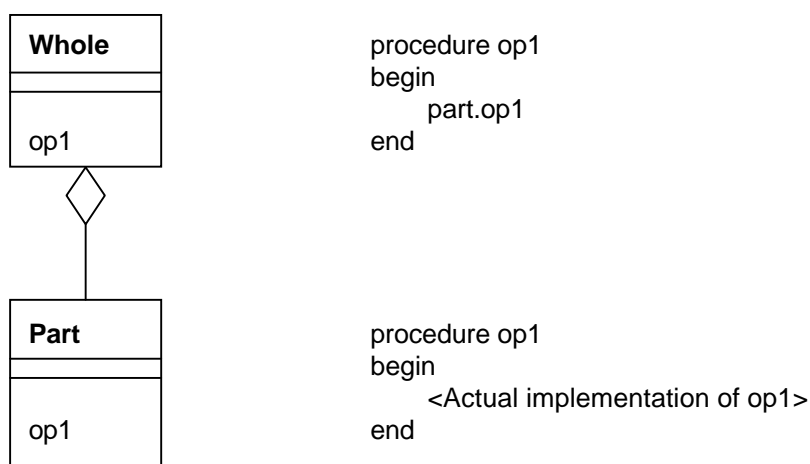 Whole
op1
procedure op1
begin
part.op1
end
Part
op1
procedure op1
begin
<Actual implementation of op1>
end